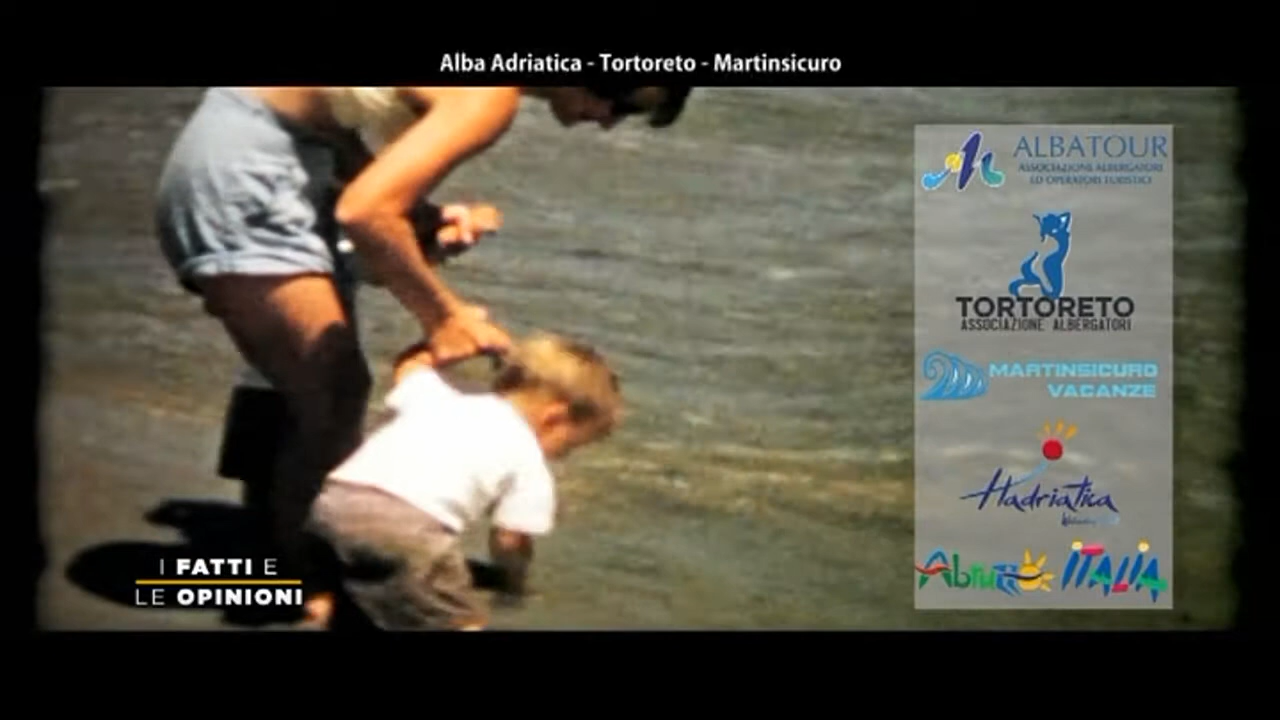 Alba Adriatica - Tortoreto - Martinsicuro
ALBATOUR
ASSOCIAZIONE ALBERGATORI
ED OPERATORI TURISTICI
TORTORETO
ASSOCIAZIONE ALBERGATORI
MARTINSICURO
VACANZE
Hadriatica
Abruzzo ITALIA
I FATTI E
LE OPINIONI